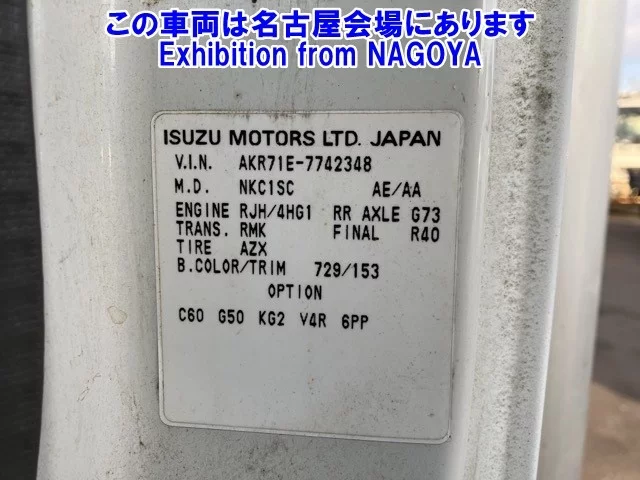 この車両は名古屋会場にあります
Exhibition from NAGOYA
ISUZU MOTORS LTD. JAPAN
V.I.N. AKR71E-7742348
M.D. NKC1SC AE/AA
ENGINE RJH/4HG1 RR AXLE G73
TRANS. RMK FINAL R40
TIRE AZX
B.COLOR/TRIM 729/153
OPTION
C60 G50 KG2 V4R 6PP